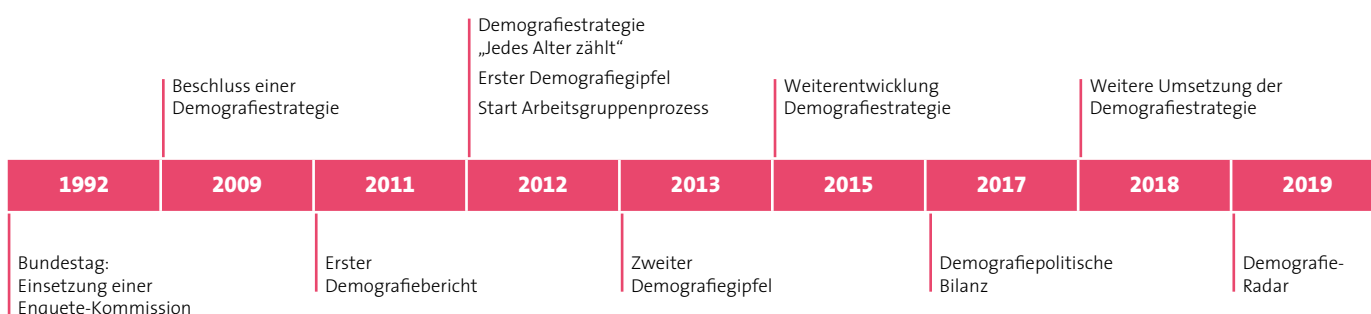 Demografiestrategie
„Jedes Alter zählt“
Erster Demografiegipfel
Start Arbeitsgruppenprozess
Beschluss einer
Demografiestrategie
Weiterentwicklung
Demografiestrategie
Weitere Umsetzung der
Demografiestrategie
1992
2009
2011
2012
2013
2015
2017
2018
2019
Bundestag:
Einsetzung einer
Enquete-Kommission
Erster
Demografiebericht
Zweiter
Demografiegipfel
Demografiepolitische
Bilanz
Demografie-
Radar